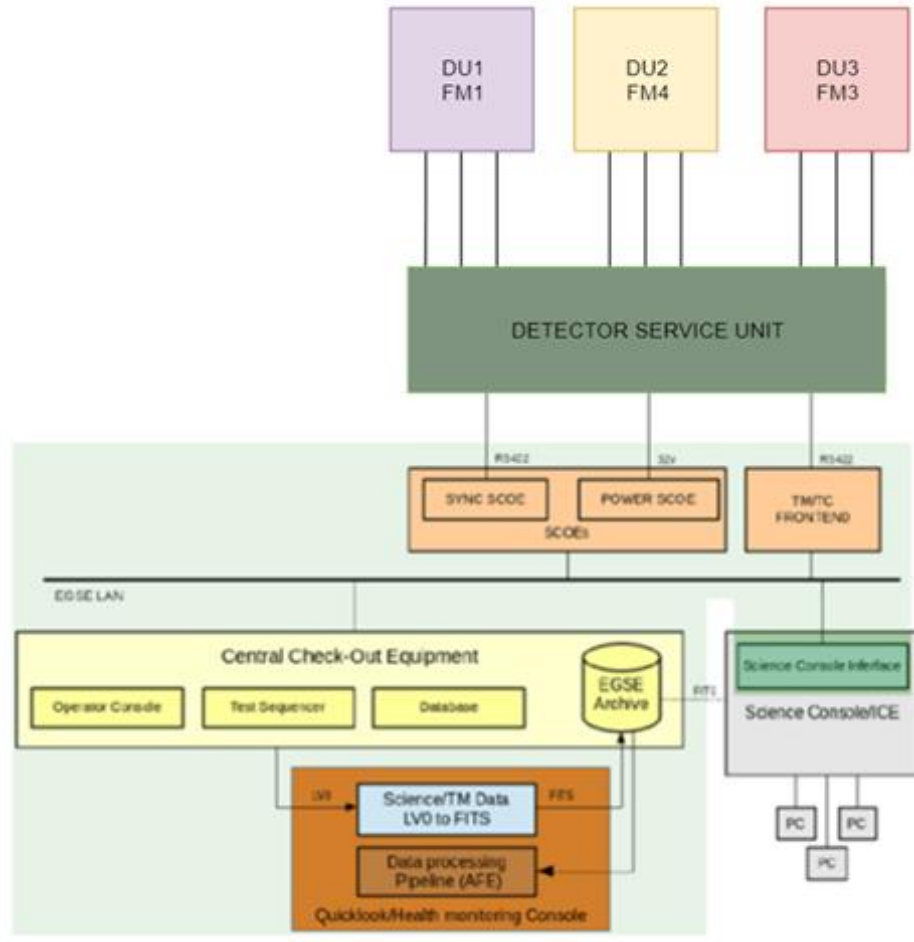 DU1
FM1
DU2
FM4
DU3
FM3
DETECTOR SERVICE UNIT
RS422
32v
RS422
SYNC SCOE
POWER SCOE
SCOEs
TM/TC
FRONTEND
EGSE LAN
Central Check-Out Equipment
Operator Console
Test Sequencer
Database
EGSE
Archive
FITS
Science Console Interface
Science Console/ICE
LV0
Science/TM Data
LV0 to FITS
FITS
Data processing
Pipeline (AFE)
Quicklook/Health monitoring Console
PC
PC
PC